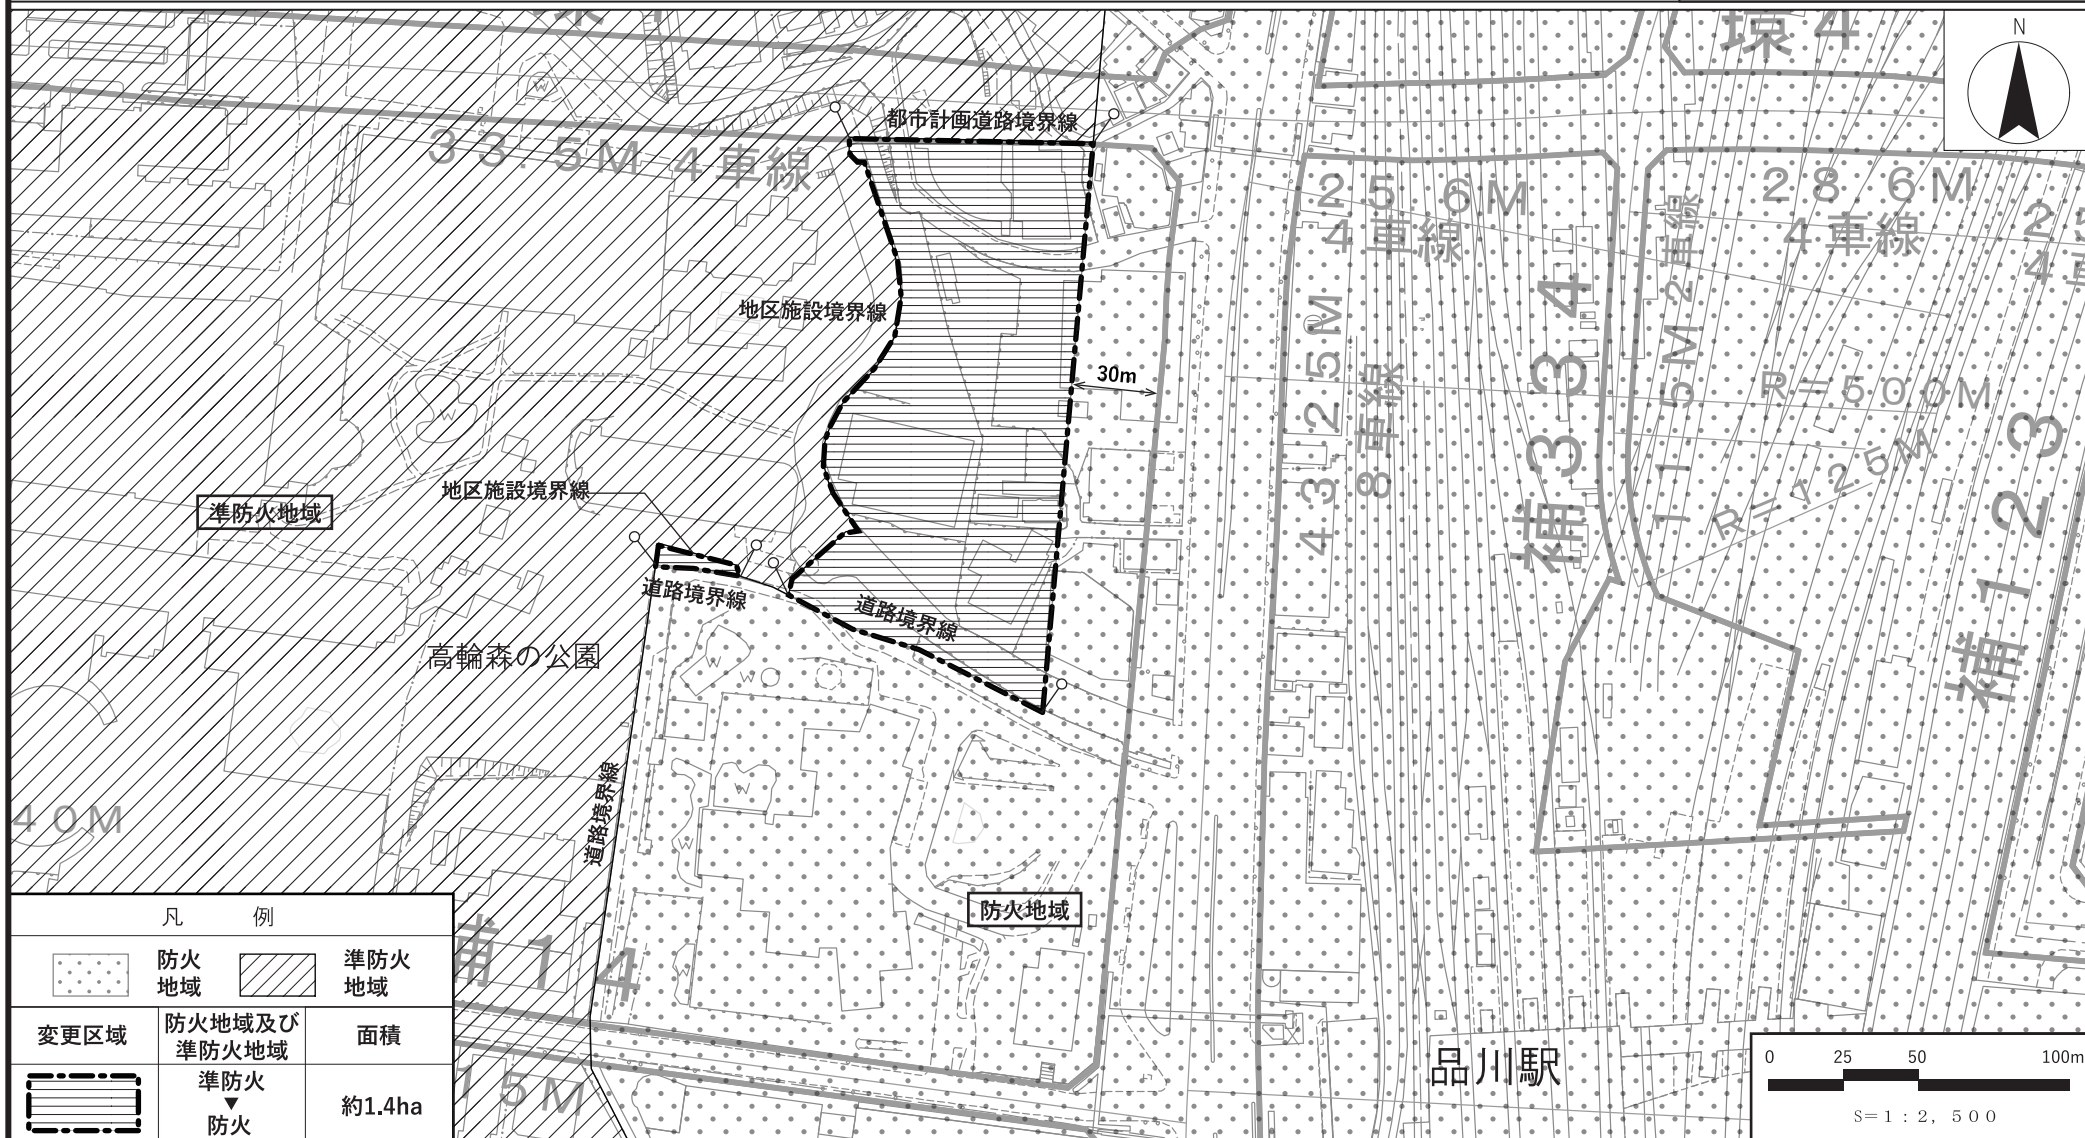 環4
N
都市計画道路境界線
33.5M 4車線
25 6M
4車線
28 6M
4車線
地区施設境界線
30m
43.25M
8車線
補334
11.5M 2車線
R=500M
R=125M
補123
地区施設境界線
準防火地域
道路境界線
道路境界線
高輪森の公園
道路境界線
40M
防火地域
補14
15M
品川駅
凡 例
防火
地域
準防火
地域
変更区域
防火地域及び
準防火地域
面積
準防火
▼
防火
約1.4ha
0 25 50 100m
S=1:2,500
W
W
W
W
W
W
W